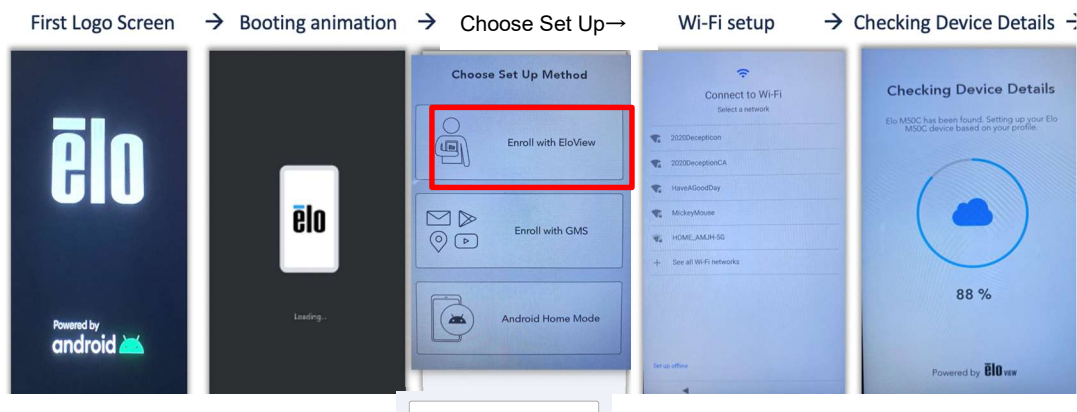 First Logo Screen → Booting animation → Choose Set Up→ Wi-Fi setup → Checking Device Details →
ēlo
Powered by
android
ēlo
Loading...
Choose Set Up Method
Enroll with EloView
Enroll with GMS
Android Home Mode
Connect to Wi-Fi
Select a network
2020Decepticon
2020DeceptionCA
HaveAGoodDay
MickeyMouse
HOME_AMJH-5G
+ See all Wi-Fi networks
Set up offline
Checking Device Details
Elo M50C has been found. Setting up your Elo
M50C device based on your profile.
88 %
Powered by ēlo VIEW